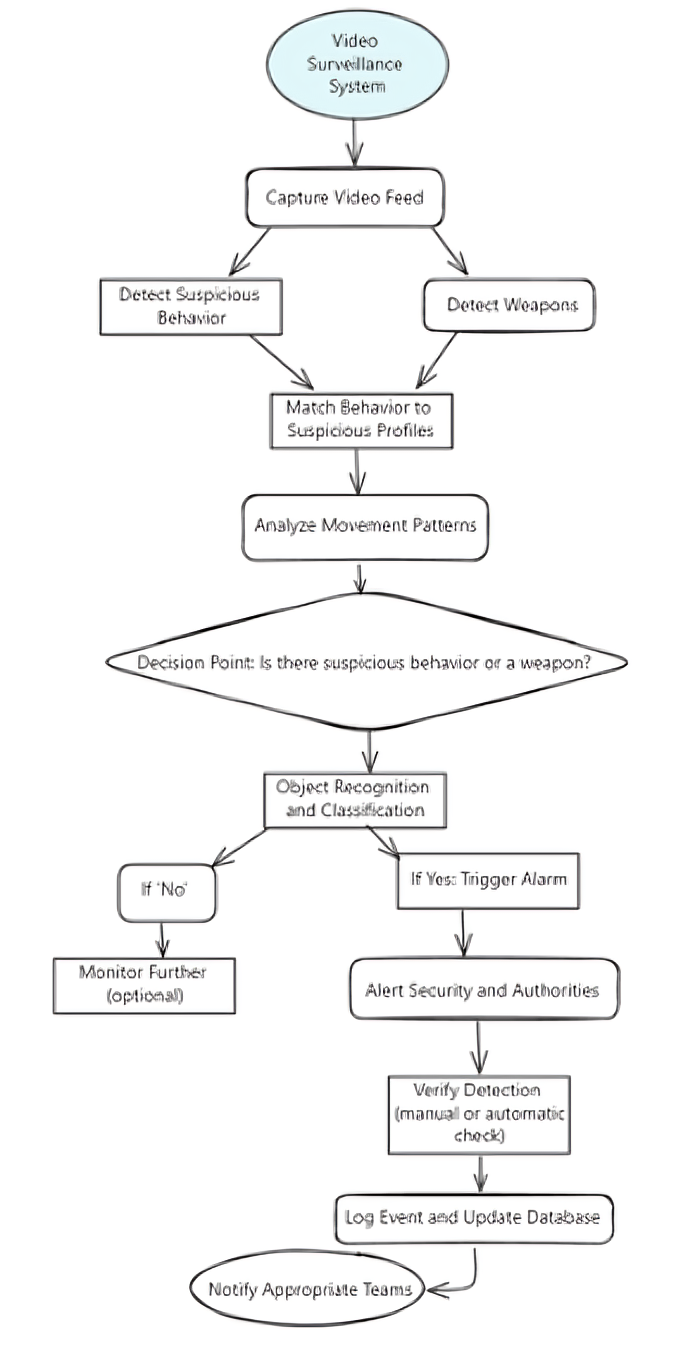 Video
Surveillance
System
Capture Video Feed
Detect Suspicious
Behavior
Detect Weapons
Match Behavior to
Suspicious Profiles
Analyze Movement Patterns
Decision Point: Is there suspicious behavior or a weapon?
Object Recognition
and Classification
If 'No'
If Yes: Trigger Alarm
Monitor Further
(optional)
Alert Security and Authorities
Verify Detection
(manual or automatic
check)
Log Event and Update Database
Notify Appropriate Teams